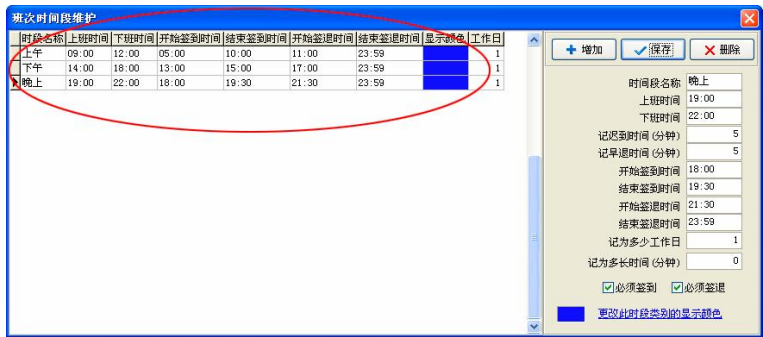 班次时间段维护
时段名称 上班时间 下班时间 开始签到时间 结束签到时间 开始签退时间 结束签退时间 显示颜色 工作日
上午 09:00 12:00 05:00 10:00 11:00 23:59 1
下午 14:00 18:00 13:00 15:00 17:00 23:59 1
晚上 19:00 22:00 18:00 19:30 21:30 23:59 1
增加 保存 删除
时间段名称 晚上
上班时间 19:00
下班时间 22:00
记迟到时间(分钟) 5
记早退时间(分钟) 5
开始签到时间 18:00
结束签到时间 19:30
开始签退时间 21:30
结束签退时间 23:59
记为多少工作日 1
记为多长时间(分钟) 0
必须签到 必须签退
更改此时段类别的显示颜色